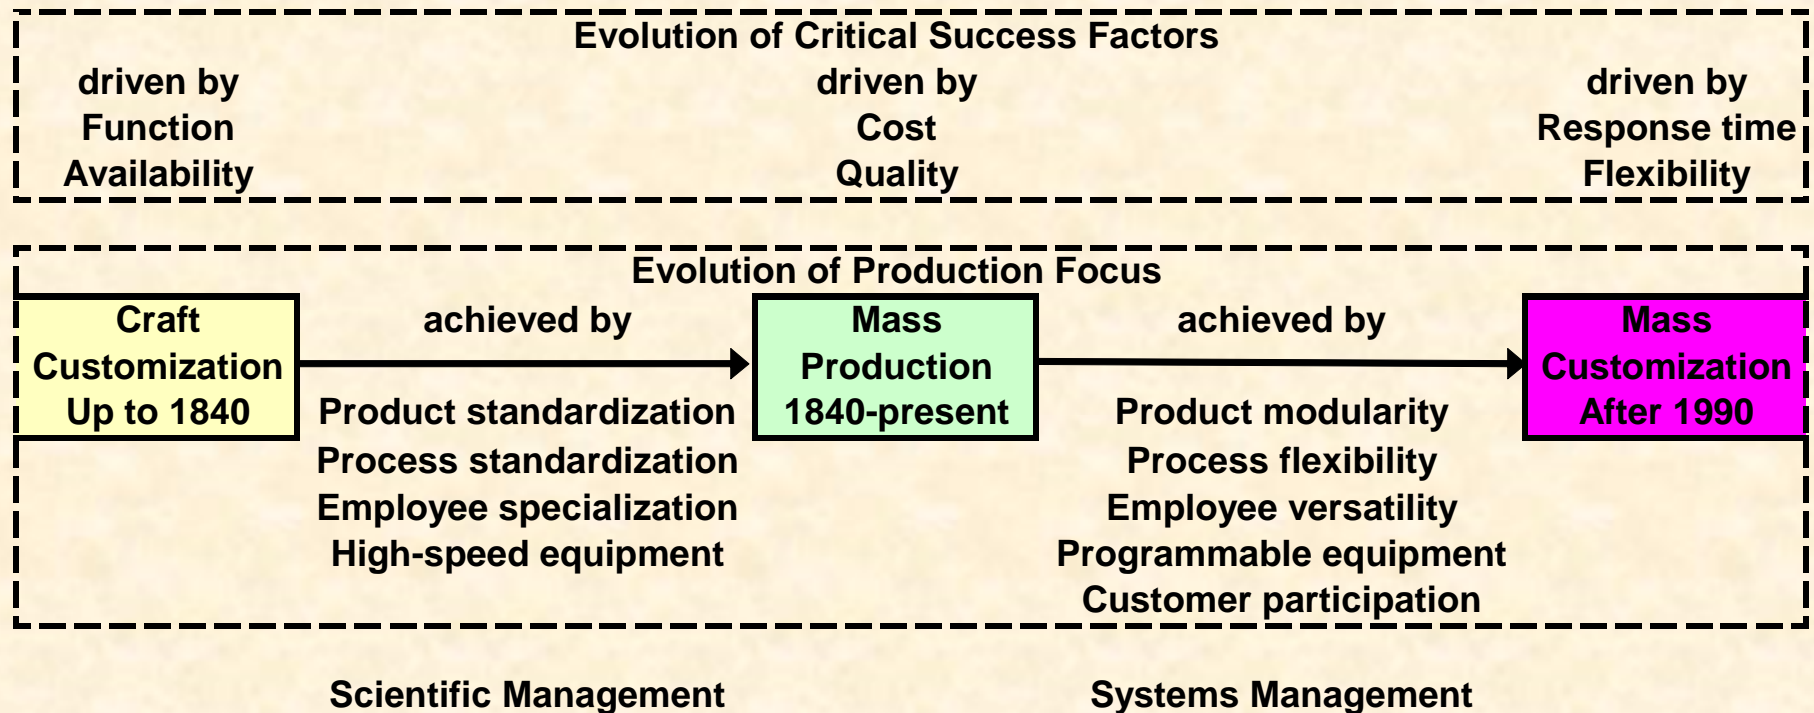 Evolution of Critical Success Factors
driven by
Function
Availability
driven by
Cost
Quality
driven by
Response time
Flexibility
Evolution of Production Focus
Craft
Customization
Up to 1840
achieved by
Product standardization
Process standardization
Employee specialization
High-speed equipment
Mass
Production
1840-present
achieved by
Product modularity
Process flexibility
Employee versatility
Programmable equipment
Customer participation
Mass
Customization
After 1990
Scientific Management
Systems Management